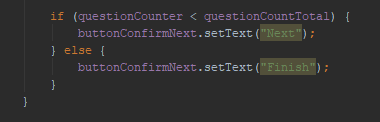 if (questionCounter < questionCountTotal) {
    buttonConfirmNext.setText("Next");
} else {
    buttonConfirmNext.setText("Finish");
}
}